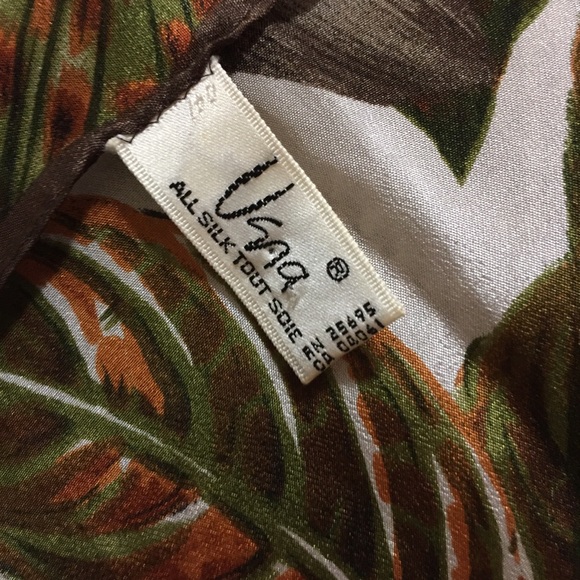 Vera®
ALL SILK TOUT SOIE
RN 25695
CA 00061